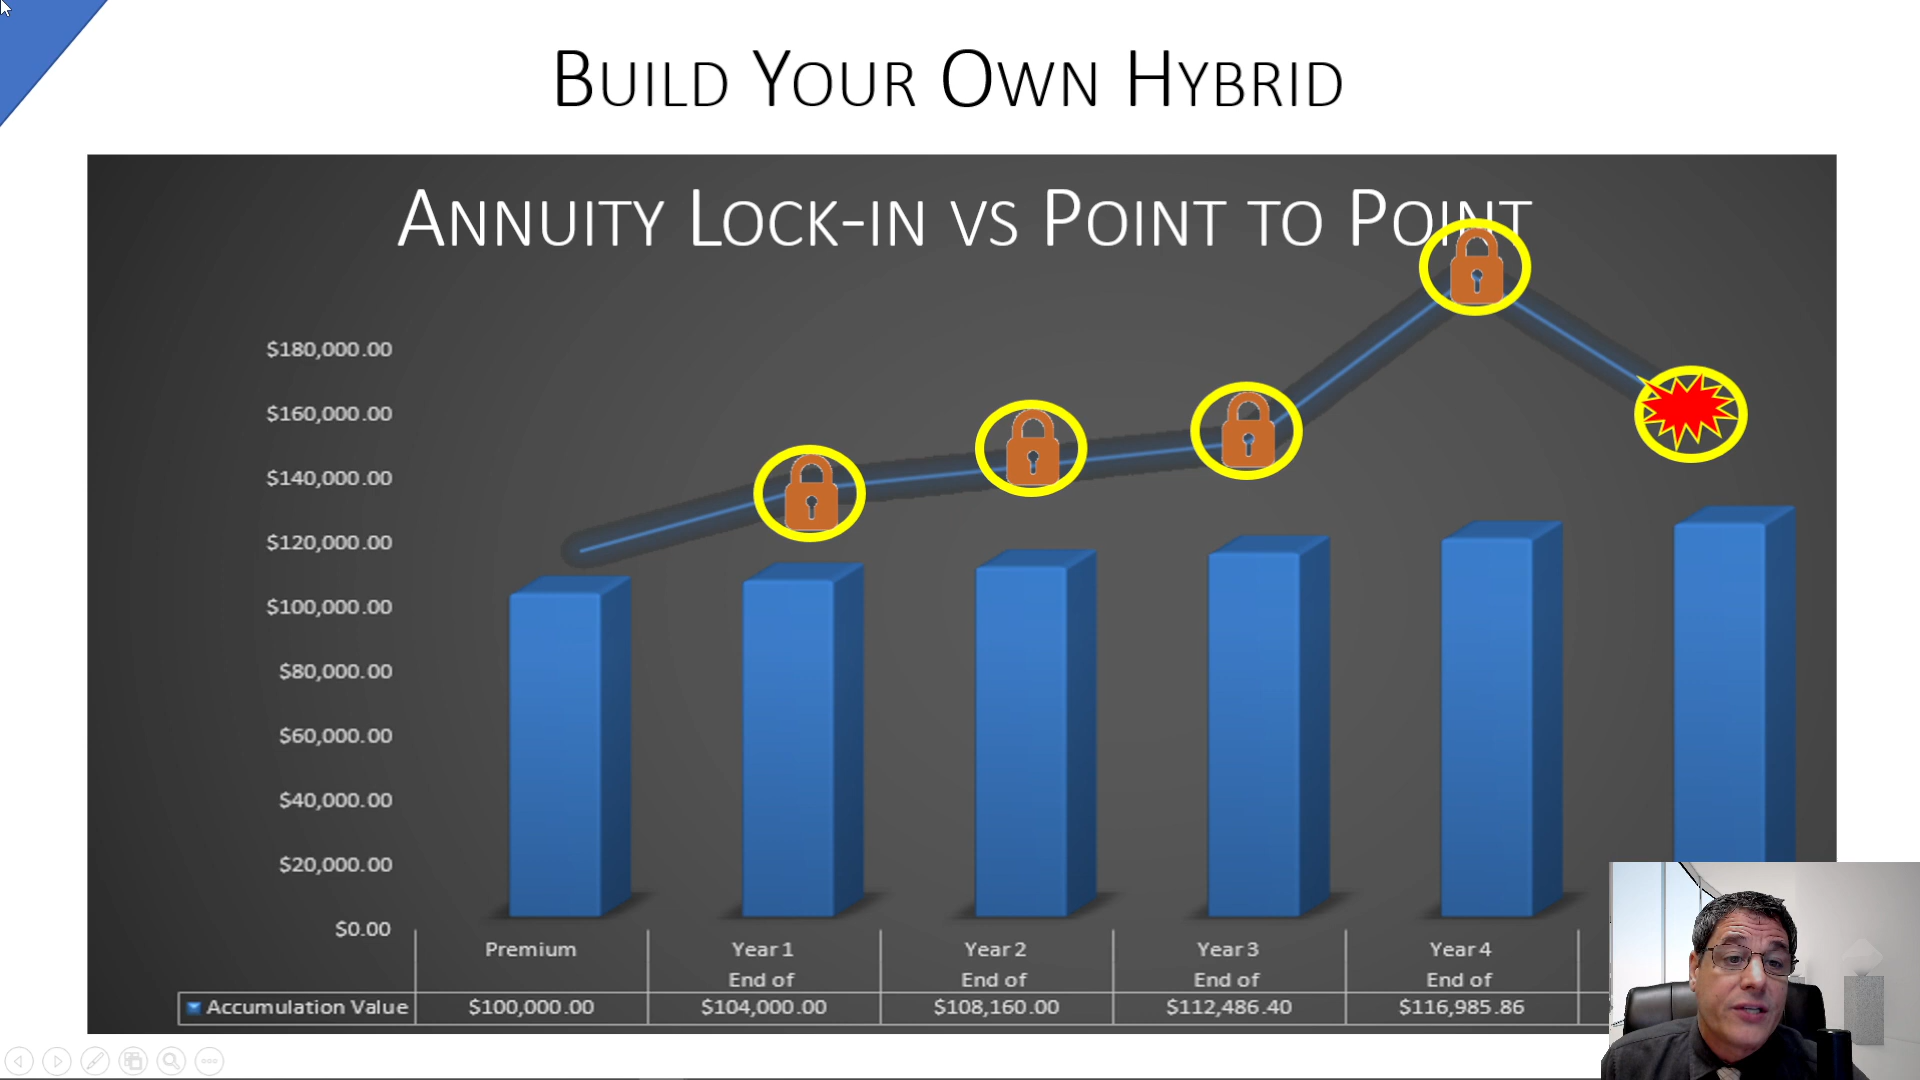 BUILD YOUR OWN HYBRID
ANNUITY LOCK-IN VS POINT TO POINT
$180,000.00
$160,000.00
$140,000.00
$120,000.00
$100,000.00
$80,000.00
$60,000.00
$40,000.00
$20,000.00
$0.00
Premium Year 1 Year 2 Year 3 Year 4
End of End of End of End of
Accumulation Value $100,000.00 $104,000.00 $108,160.00 $112,486.40 $116,985.86